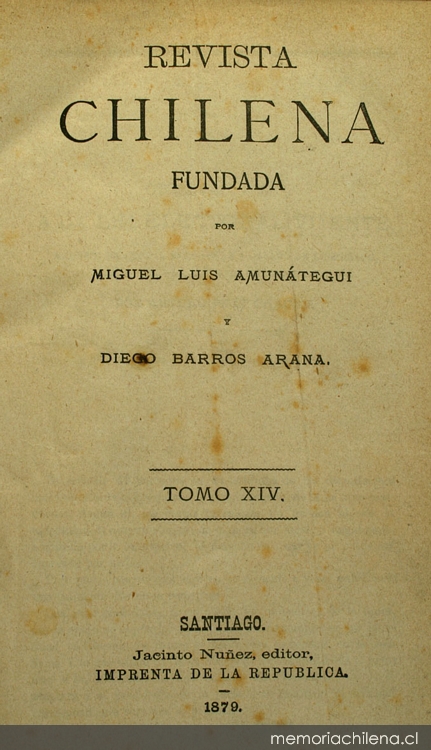 REVISTA
CHILENA
FUNDADA
POR
MIGUEL LUIS AMUNÁTEGUI
Y
DIEGO BARROS ARANA.
TOMO XIV.
SANTIAGO.
Jacinto Nuñez, editor,
IMPRENTA DE LA REPUBLICA.
1879.
memoriachilena.cl